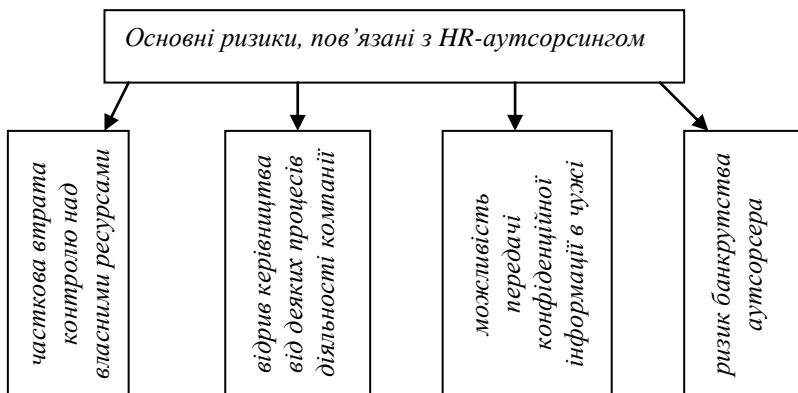 Основні ризики, пов’язані з HR-аутсорсингом
часткова втрата
контролю над
власними ресурсами
відрив керівництва
від деяких процесів
діяльності компанії
можливість
передачі
конфіденційної
інформації в чужі
ризик банкрутства
аутсорсера